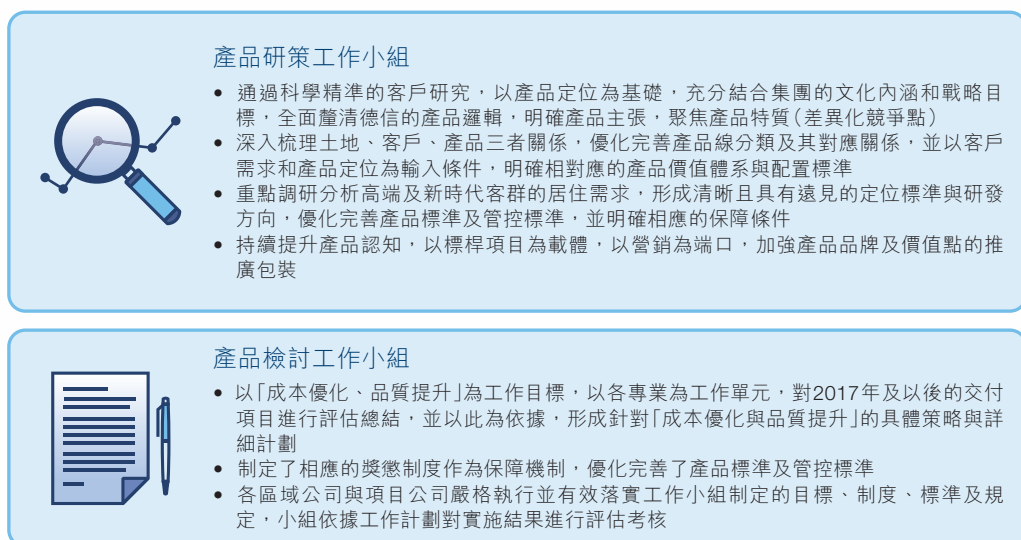 產品研策工作小組
• 通過科學精準的客戶研究，以產品定位為基礎，充分結合集團的文化內涵和戰略目
標，全面釐清德信的產品邏輯，明確產品主張，聚焦產品特質（差異化競爭點）
• 深入梳理土地、客戶、產品三者關係，優化完善產品線分類及其對應關係，並以客戶
需求和產品定位為輸入條件，明確相對應的產品價值體系與配置標準
• 重點調研分析高端及新時代客群的居住需求，形成清晰且具有遠見的定位標準與研發
方向，優化完善產品標準及管控標準，並明確相應的保障條件
• 持續提升產品認知，以標桿項目為載體，以營銷為端口，加強產品品牌及價值點的推
廣包裝
產品檢討工作小組
• 以「成本優化、品質提升」為工作目標，以各專業為工作單元，對2017年及以後的交付
項目進行評估總結，並以此為依據，形成針對「成本優化與品質提升」的具體策略與詳
細計劃
• 制定了相應的獎懲制度作為保障機制，優化完善了產品標準及管控標準
• 各區域公司與項目公司嚴格執行並有效落實工作小組制定的目標、制度、標準及規
定，小組依據工作計劃對實施結果進行評估考核